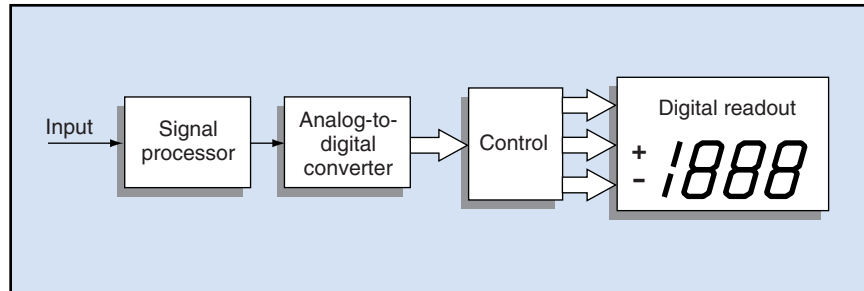 Input
Signal
processor
Analog-to-
digital
converter
Control
Digital readout
+
-
1888